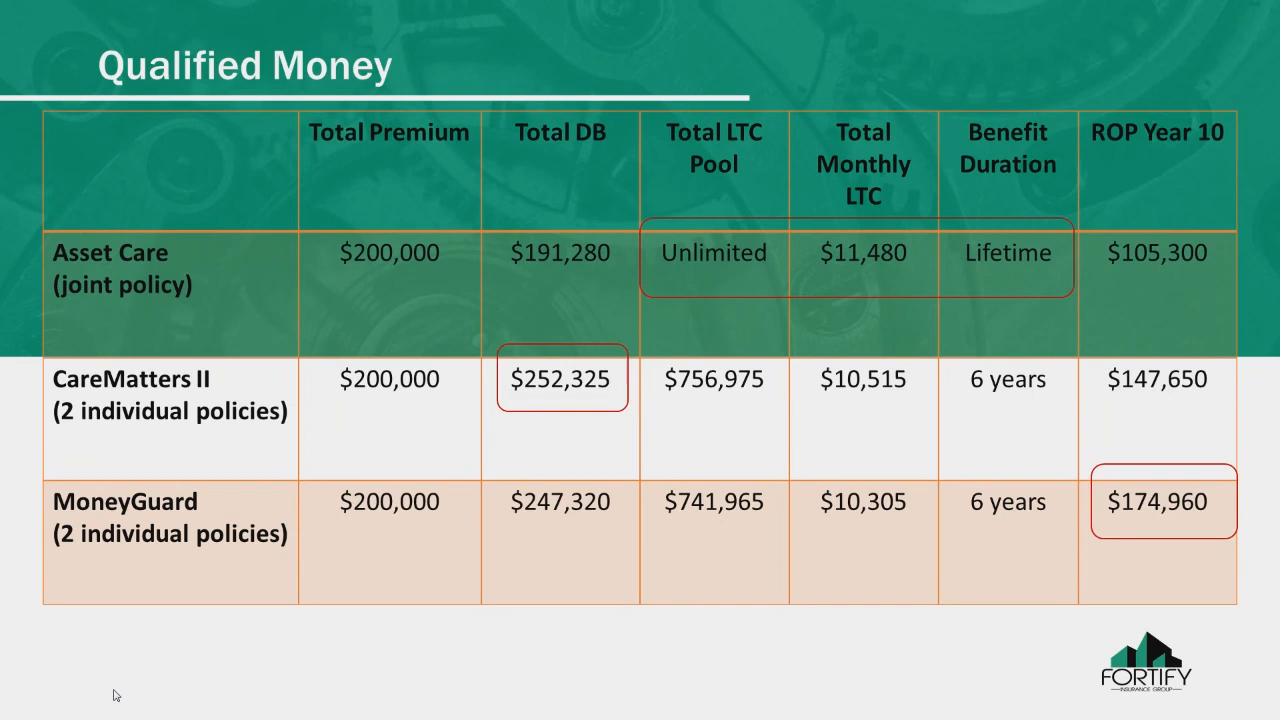 Qualified Money
Total Premium
Total DB
Total LTC
Pool
Total
Monthly
LTC
Benefit
Duration
ROP Year 10
Asset Care
(joint policy)
$200,000
$191,280
Unlimited
$11,480
Lifetime
$105,300
CareMatters II
(2 individual policies)
$200,000
$252,325
$756,975
$10,515
6 years
$147,650
MoneyGuard
(2 individual policies)
$200,000
$247,320
$741,965
$10,305
6 years
$174,960
FORTIFY
INSURANCE GROUP